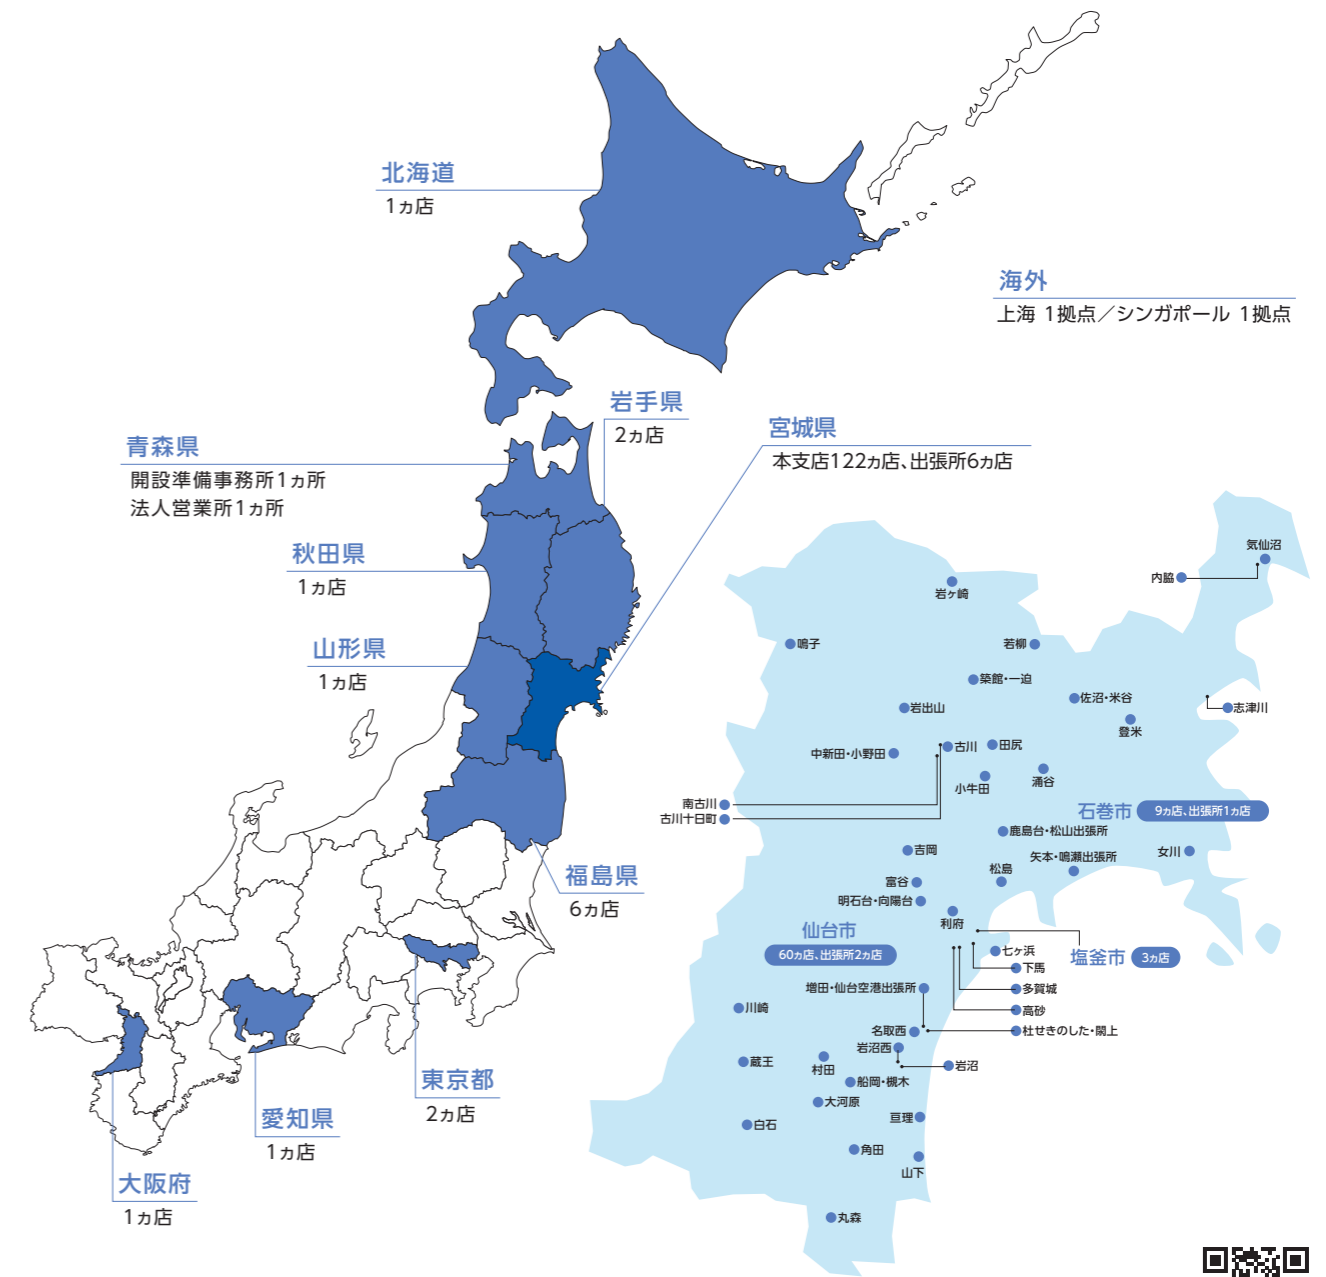 北海道
1ヵ店
海外
上海 1拠点／シンガポール 1拠点
岩手県
2ヵ店
宮城県
本支店122ヵ店、出張所6ヵ店
青森県
開設準備事務所1ヵ所
法人営業所1ヵ所
秋田県
1ヵ店
山形県
1ヵ店
福島県
6ヵ店
東京都
2ヵ店
愛知県
1ヵ店
大阪府
1ヵ店
気仙沼
内脇
岩ヶ崎
鳴子
若柳
築館・一迫
佐沼・米谷
岩出山
志津川
登米
古川
田尻
中新田・小野田
涌谷
小牛田
南古川
古川十日町
石巻市
9ヵ店、出張所1ヵ店
鹿島台・松山出張所
吉岡
矢本・鳴瀬出張所
女川
松島
富谷
明石台・向陽台
利府
仙台市
60ヵ店、出張所2ヵ店
七ヶ浜
塩釜市
3ヵ店
下馬
多賀城
増田・仙台空港出張所
川崎
高砂
名取西
杜せきのした・閖上
岩沼西
蔵王
村田
岩沼
船岡・槻木
大河原
亘理
白石
角田
山下
丸森